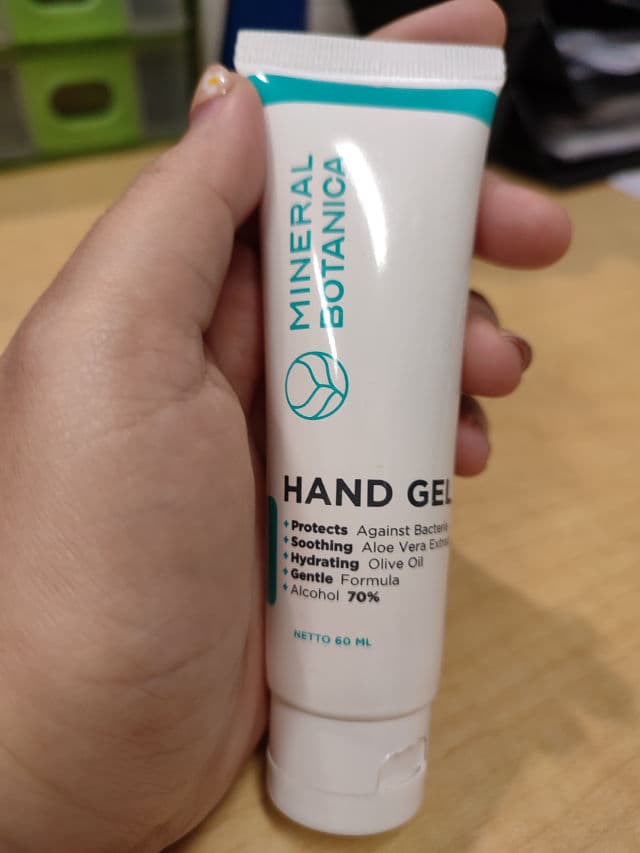 MINERAL
BOTANICA
HAND GEL
Protects Against Bacterie
Soothing Aloe Vera Extra
Hydrating Olive Oil
Gentle Formula
Alcohol 70%
NETTO 60 ML